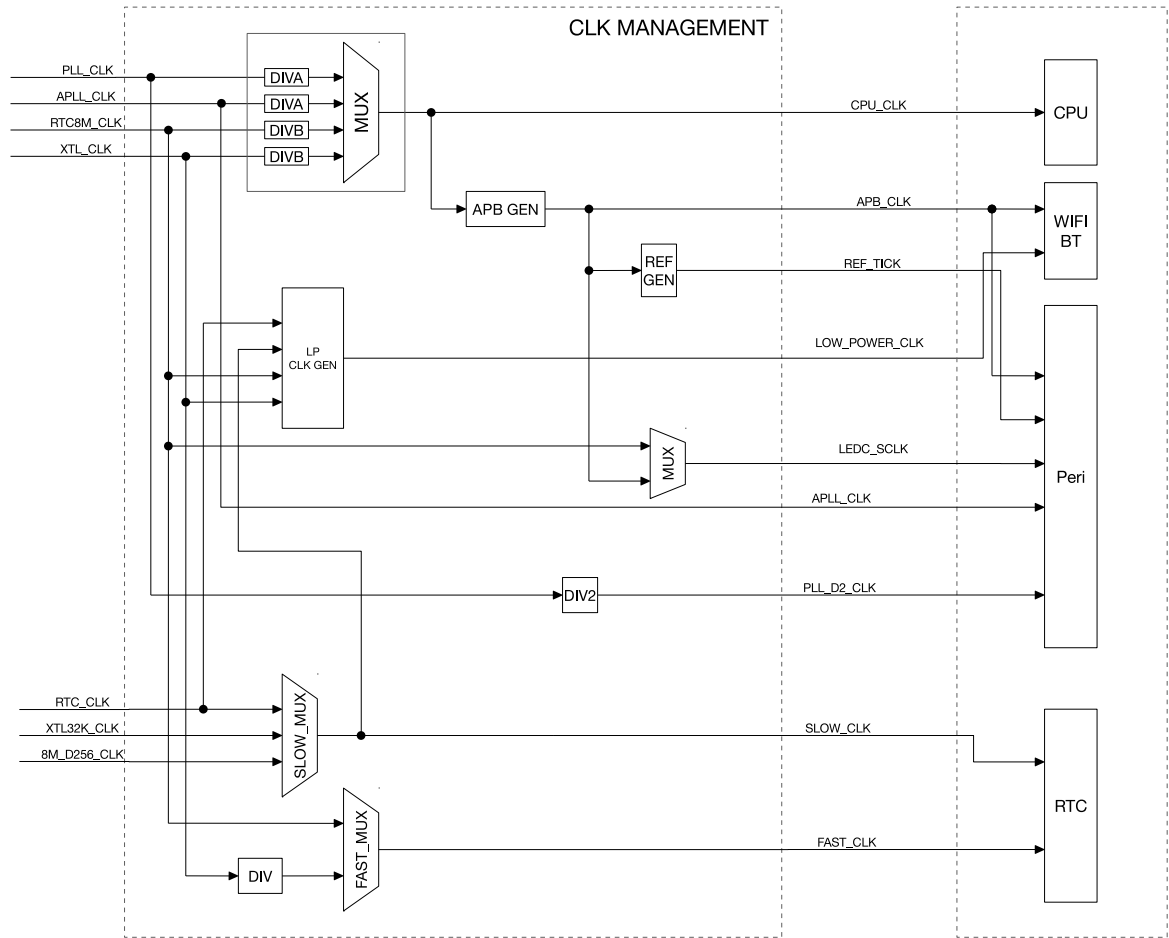 CLK MANAGEMENT
PLL_CLK
DIVA
APLL_CLK
DIVA
RTC8M_CLK
DIVB
XTL_CLK
DIVB
MUX
CPU_CLK
CPU
APB GEN
APB_CLK
WIFI
BT
REF
GEN
REF_TICK
LP
CLK GEN
LOW_POWER_CLK
MUX
LEDC_SCLK
Peri
APLL_CLK
DIV2
PLL_D2_CLK
RTC_CLK
XTL32K_CLK
8M_D256_CLK
SLOW_MUX
SLOW_CLK
RTC
FAST_MUX
FAST_CLK
DIV